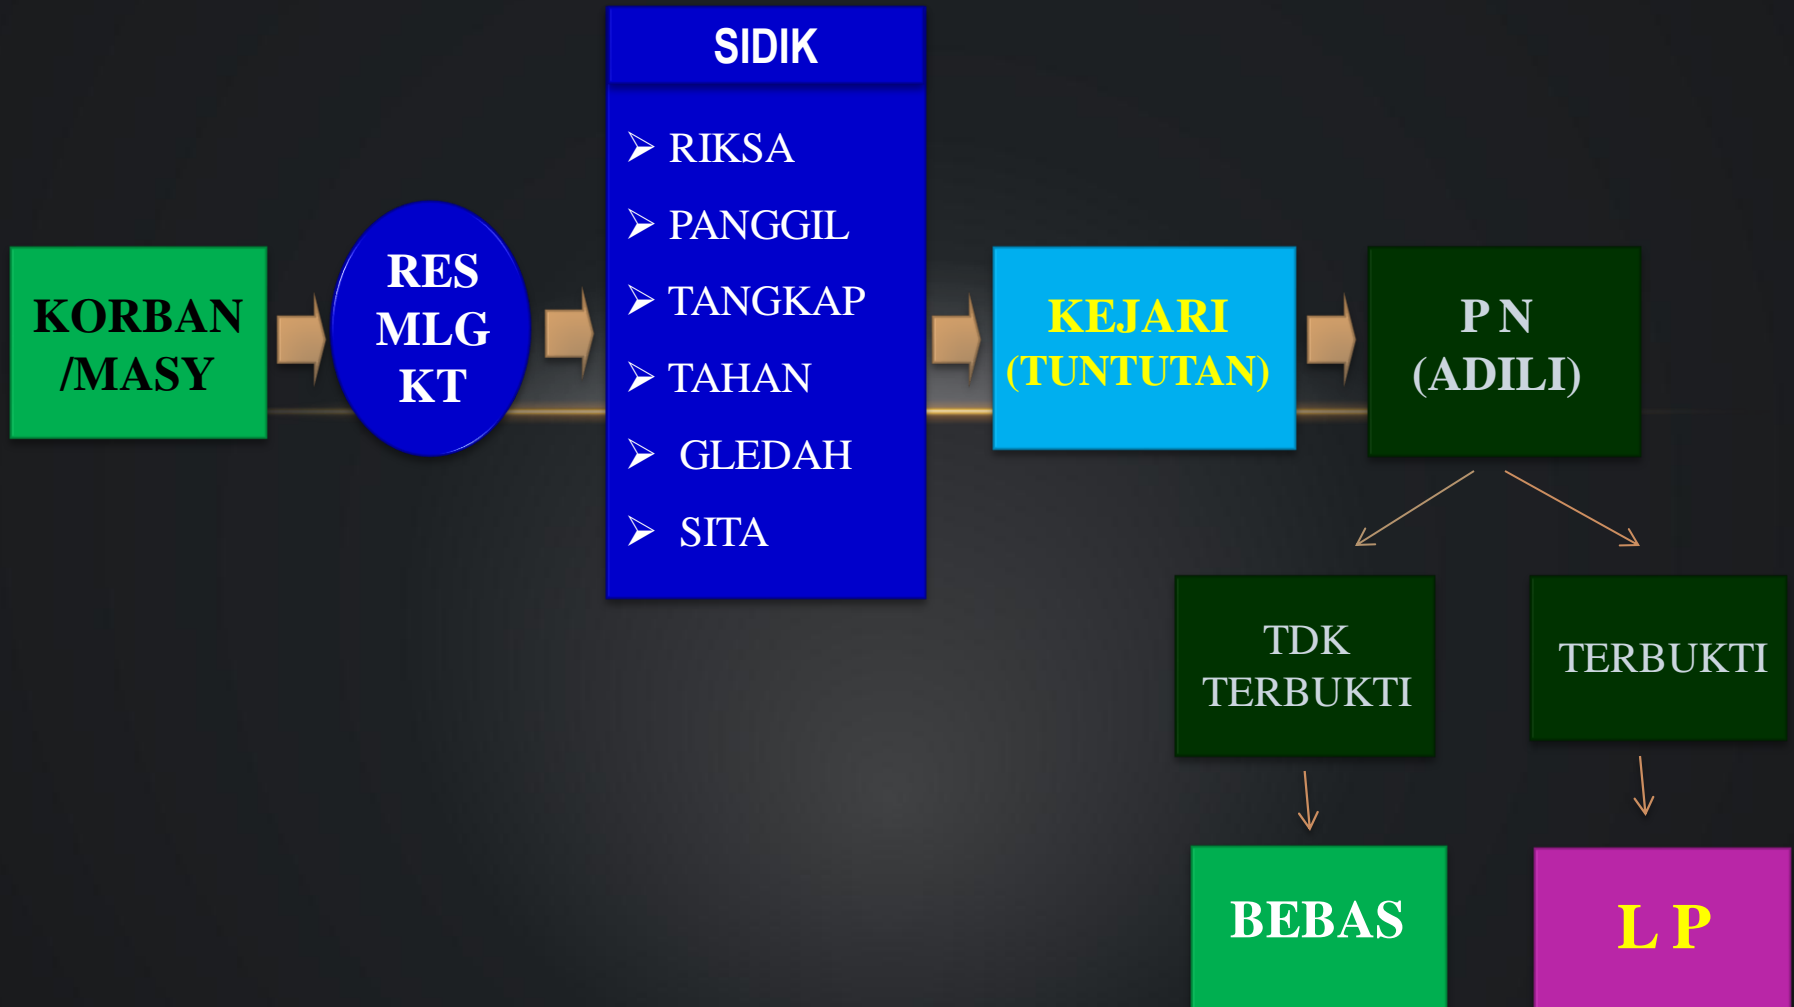 SIDIK
➢ RIKSA
➢ PANGGIL
➢ TANGKAP
➢ TAHAN
➢ GLEDAH
➢ SITA
KORBAN
/MASY
RES
MLG
KT
KEJARI
(TUNTUTAN)
P N
(ADILI)
TDK
TERBUKTI
TERBUKTI
BEBAS
L P